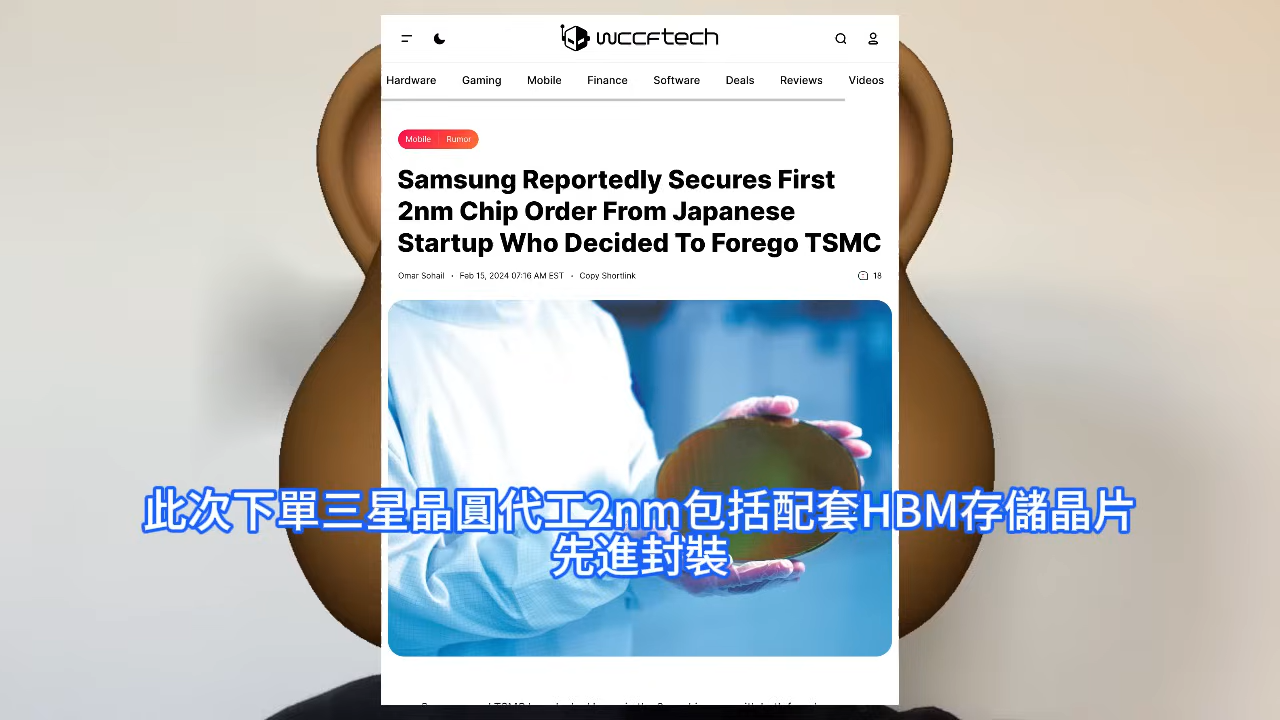 wccftech
Hardware Gaming Mobile Finance Software Deals Reviews Videos
Mobile Rumor
Samsung Reportedly Secures First
2nm Chip Order From Japanese
Startup Who Decided To Forego TSMC
Omar Sohail • Feb 15, 2024 07:16 AM EST • Copy Shortlink 18
此次下單三星晶圓代工2nm包括配套HBM存儲晶片
先進封裝